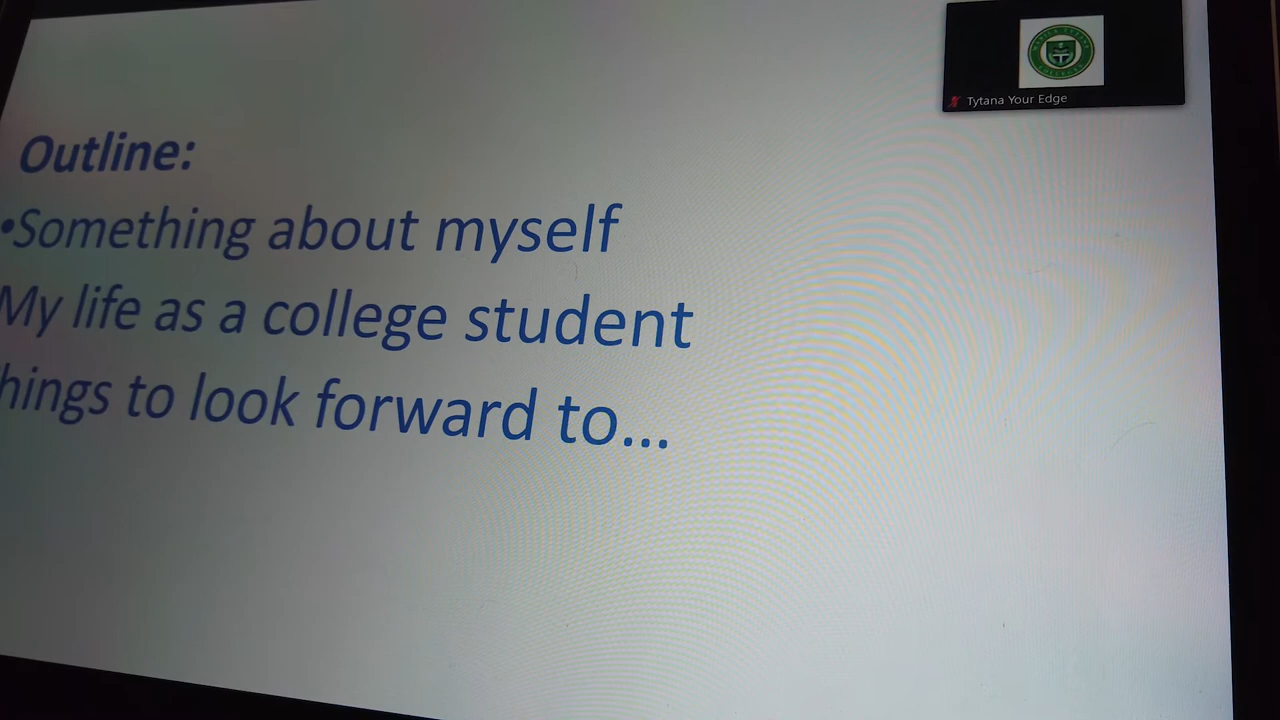 Outline:
•Something about myself
My life as a college student
hings to look forward to...
Tytana Your Edge